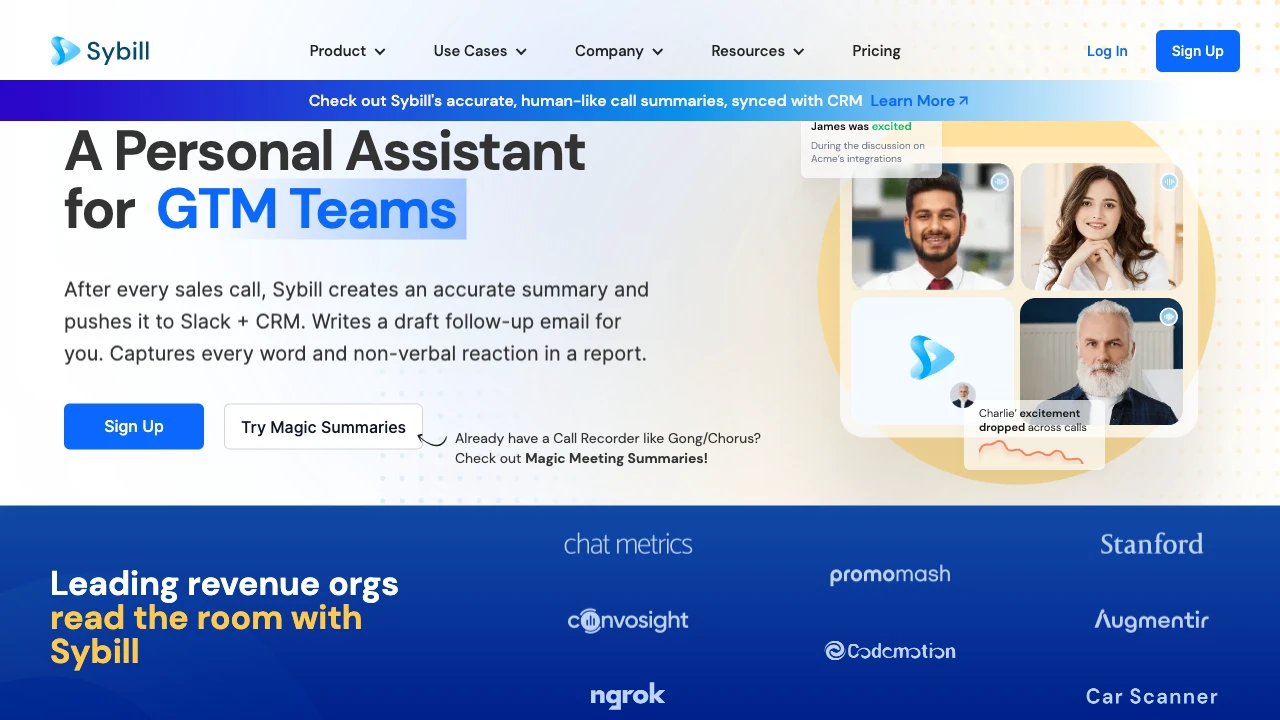 Sybill
Product
Use Cases
Company
Resources
Pricing
Log In
Sign Up
Check out Sybill's accurate, human-like call summaries, synced with CRM Learn More
A Personal Assistant
for GTM Teams
After every sales call, Sybill creates an accurate summary and
pushes it to Slack + CRM. Writes a draft follow-up email for
you. Captures every word and non-verbal reaction in a report.
Sign Up
Try Magic Summaries
Already have a Call Recorder like Gong/Chorus?
Check out Magic Meeting Summaries!
James was excited
During the discussion on
Acme's integrations
Charlie' excitement
dropped across calls
Leading revenue orgs
read the room with
Sybill
chat metrics
Stanford
promomash
convosight
Augmentir
Codemotion
ngrok
Car Scanner